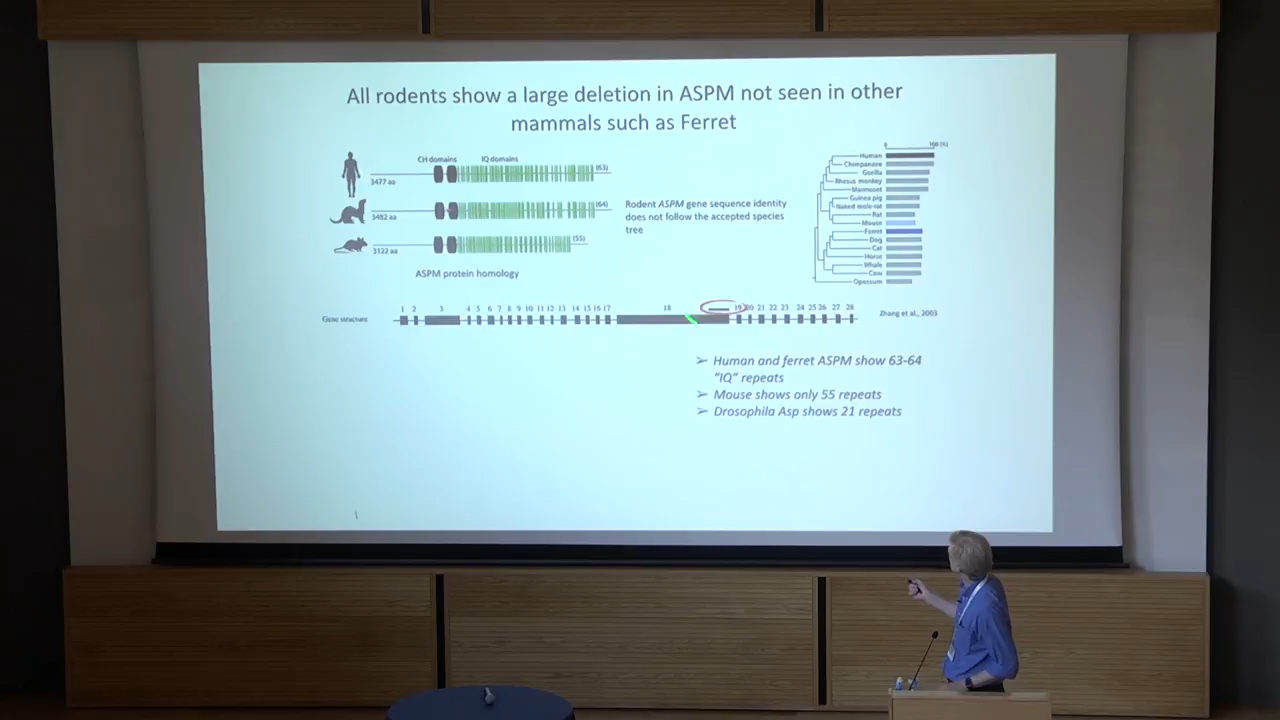 All rodents show a large deletion in ASPM not seen in other
mammals such as Ferret
CH domains
IQ domains
3477 aa
(63)
3482 aa
(64)
3122 aa
(55)
ASPM protein homology
Rodent ASPM gene sequence identity
does not follow the accepted species
tree
0
100 (%)
Human
Chimpanzee
Gorilla
Rhesus monkey
Marmoset
Guinea pig
Naked mole-rat
Rat
Mouse
Ferret
Dog
Cat
Horse
Whale
Cow
Opossum
Gene structure
1 2 3 4 5 6 7 8 9 10 11 12 13 14 15 16 17 18 19 20 21 22 23 24 25 26 27 28
Zhang et al., 2003
➢ Human and ferret ASPM show 63-64
"IQ" repeats
➢ Mouse shows only 55 repeats
➢ Drosophila Asp shows 21 repeats